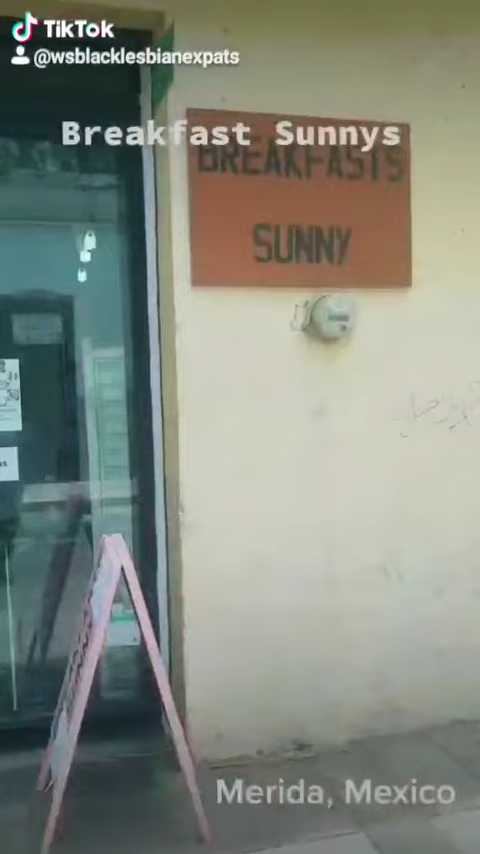 TikTok
@wsblacklesbianexpats
Breakfast Sunnys
BREAKFASTS
SUNNY
Merida, Mexico